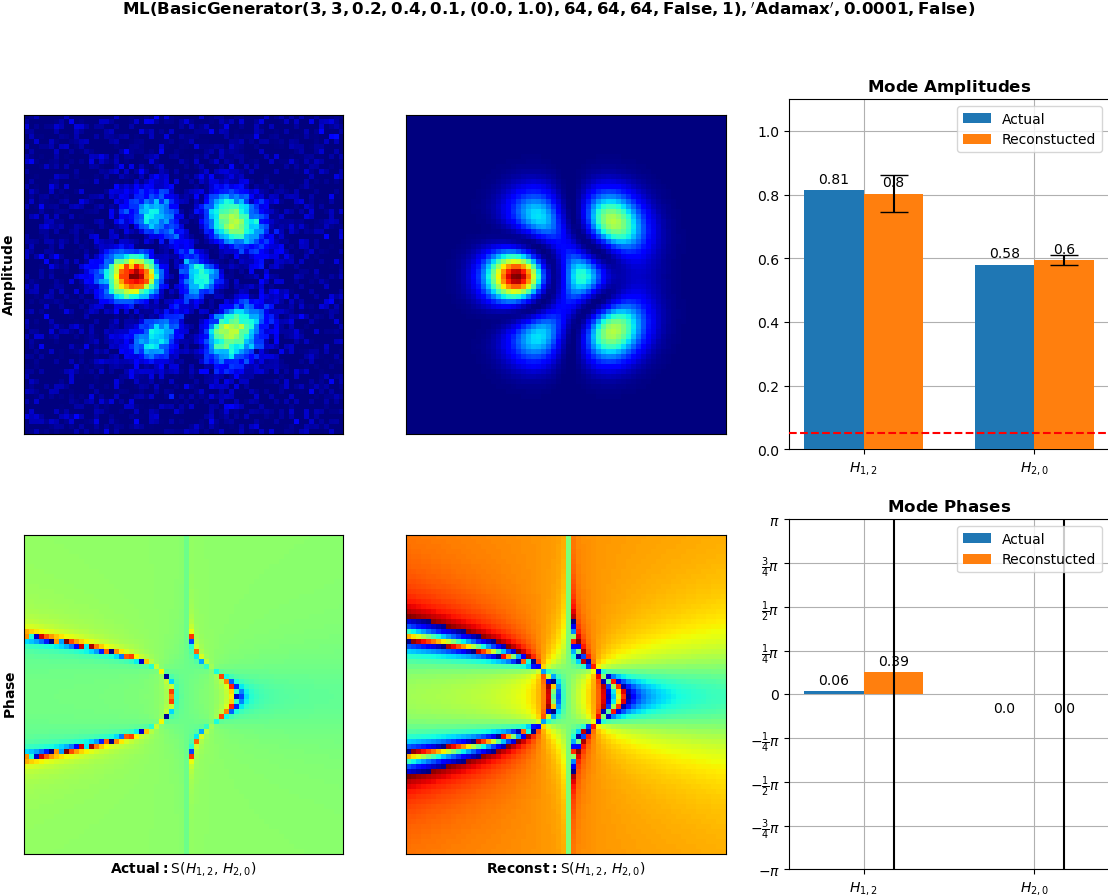 ML(BasicGenerator(3, 3, 0.2, 0.4, 0.1, (0.0, 1.0), 64, 64, 64, False, 1), ′Adamax′, 0.0001, False)
Mode Amplitudes
Amplitude
1.0
0.8
0.6
0.4
0.2
0.0
Actual
Reconstucted
0.81
0.8
0.58
0.6
H1, 2
H2, 0
Mode Phases
Phase
π
3/4π
1/2π
1/4π
0
−1/4π
−1/2π
−3/4π
−π
Actual
Reconstucted
0.06
0.39
0.0
0.0
H1, 2
H2, 0
Actual: S(H1, 2, H2, 0)
Reconst: S(H1, 2, H2, 0)